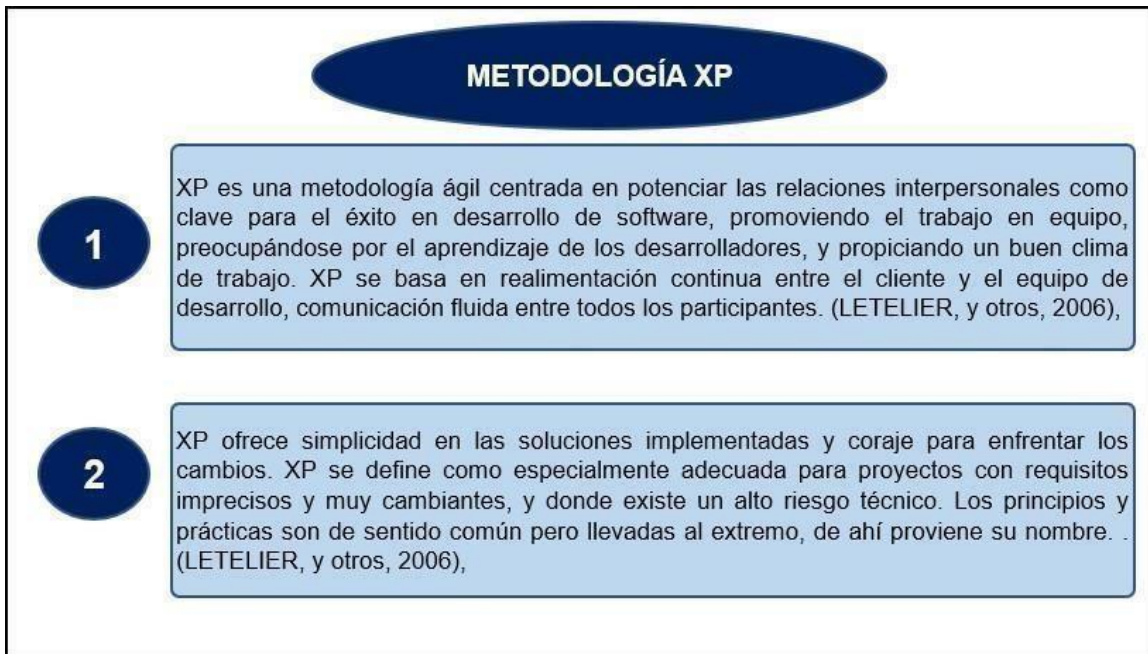 METODOLOGÍA XP
1
XP es una metodología ágil centrada en potenciar las relaciones interpersonales como
clave para el éxito en desarrollo de software, promoviendo el trabajo en equipo,
preocupándose por el aprendizaje de los desarrolladores, y propiciando un buen clima
de trabajo. XP se basa en realimentación continua entre el cliente y el equipo de
desarrollo, comunicación fluida entre todos los participantes. (LETELIER, y otros, 2006),
2
XP ofrece simplicidad en las soluciones implementadas y coraje para enfrentar los
cambios. XP se define como especialmente adecuada para proyectos con requisitos
imprecisos y muy cambiantes, y donde existe un alto riesgo técnico. Los principios y
prácticas son de sentido común pero llevadas al extremo, de ahí proviene su nombre. .
(LETELIER, y otros, 2006),